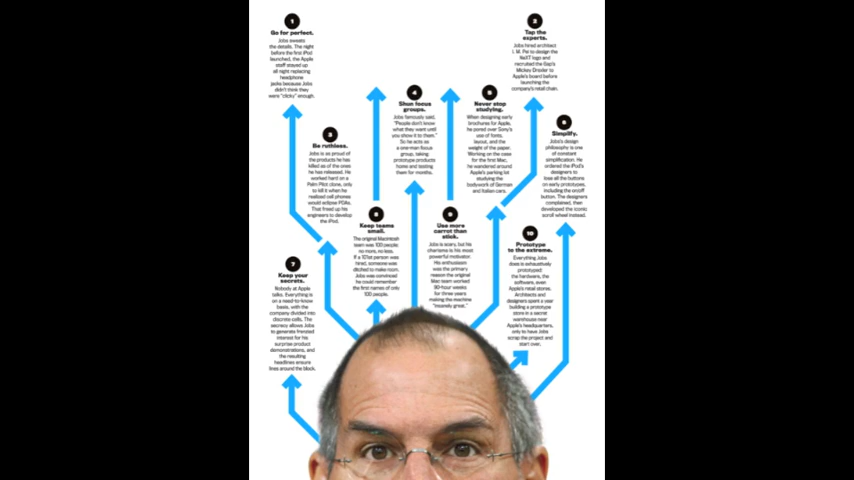 1
Go for perfect.
Jobs sweats
the details. The night
before the first iPod
launched, the Apple
staff stayed up
all night replacing
headphone
jacks because Jobs
didn't think they
were "clicky" enough.
2
Tap the
experts.
Jobs hired architect
I. M. Pei to design the
NeXT logo and
recruited the Gap's
Mickey Drexler to
Apple's board before
launching the
company's retail chain.
3
Be ruthless.
Jobs is as proud of
the products he has
killed as of the ones
he has released. He
worked hard on a
Palm Pilot clone, only
to kill it when he
realized cell phones
would eclipse PDAs.
That freed up his
engineers to develop
the iPod.
4
Shun focus
groups.
Jobs famously said,
"People don't know
what they want until
you show it to them."
So he acts as
a one-man focus
group, taking
prototype products
home and testing
them for months.
5
Never stop
studying.
When designing early
brochures for Apple,
he pored over Sony's
use of fonts,
layout, and the
weight of the paper.
Working on the case
for the first Mac,
he wandered around
Apple's parking lot
studying the
bodywork of German
and Italian cars.
6
Simplify.
Jobs's design
philosophy is one
of constant
simplification. He
ordered the iPod's
designers to
lose all the buttons
on early prototypes,
including the on/off
button. The designers
complained, then
developed the iconic
scroll wheel instead.
7
Keep your
secrets.
Nobody at Apple
talks. Everything is
on a need-to-know
basis, with the
company divided into
discrete cells. The
secrecy allows Jobs
to generate frenzied
interest for his
surprise product
demonstrations, and
the resulting
headlines ensure
lines around the block.
8
Keep teams
small.
The original Macintosh
team was 100 people:
no more, no less.
If a 101st person was
hired, someone was
ditched to make room.
Jobs was convinced
he could remember
the first names of only
100 people.
9
Use more
carrot than
stick.
Jobs is scary, but his
charisma is his most
powerful motivator.
His enthusiasm
was the primary
reason the original
Mac team worked
90-hour weeks
for three years
making the machine
"insanely great."
10
Prototype
to the extreme.
Everything Jobs
does is exhaustively
prototyped:
the hardware, the
software, even
Apple's retail stores.
Architects and
designers spent a year
building a prototype
store in a secret
warehouse near
Apple's headquarters,
only to have Jobs
scrap the project and
start over.